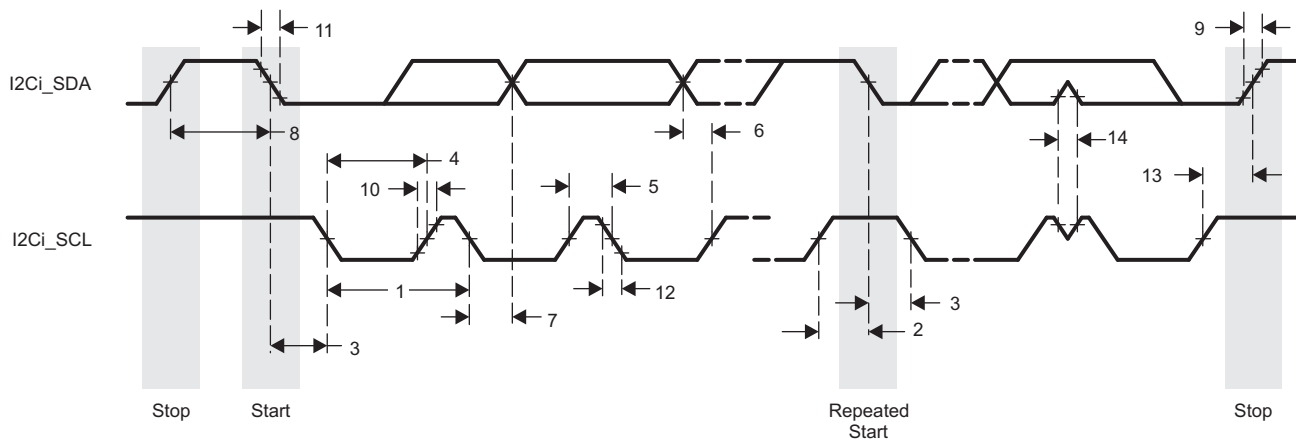 11
9
I2Ci_SDA
8
6
4
14
10
5
13
I2Ci_SCL
1
12
7
3
2
3
Stop
Start
Repeated
Start
Stop